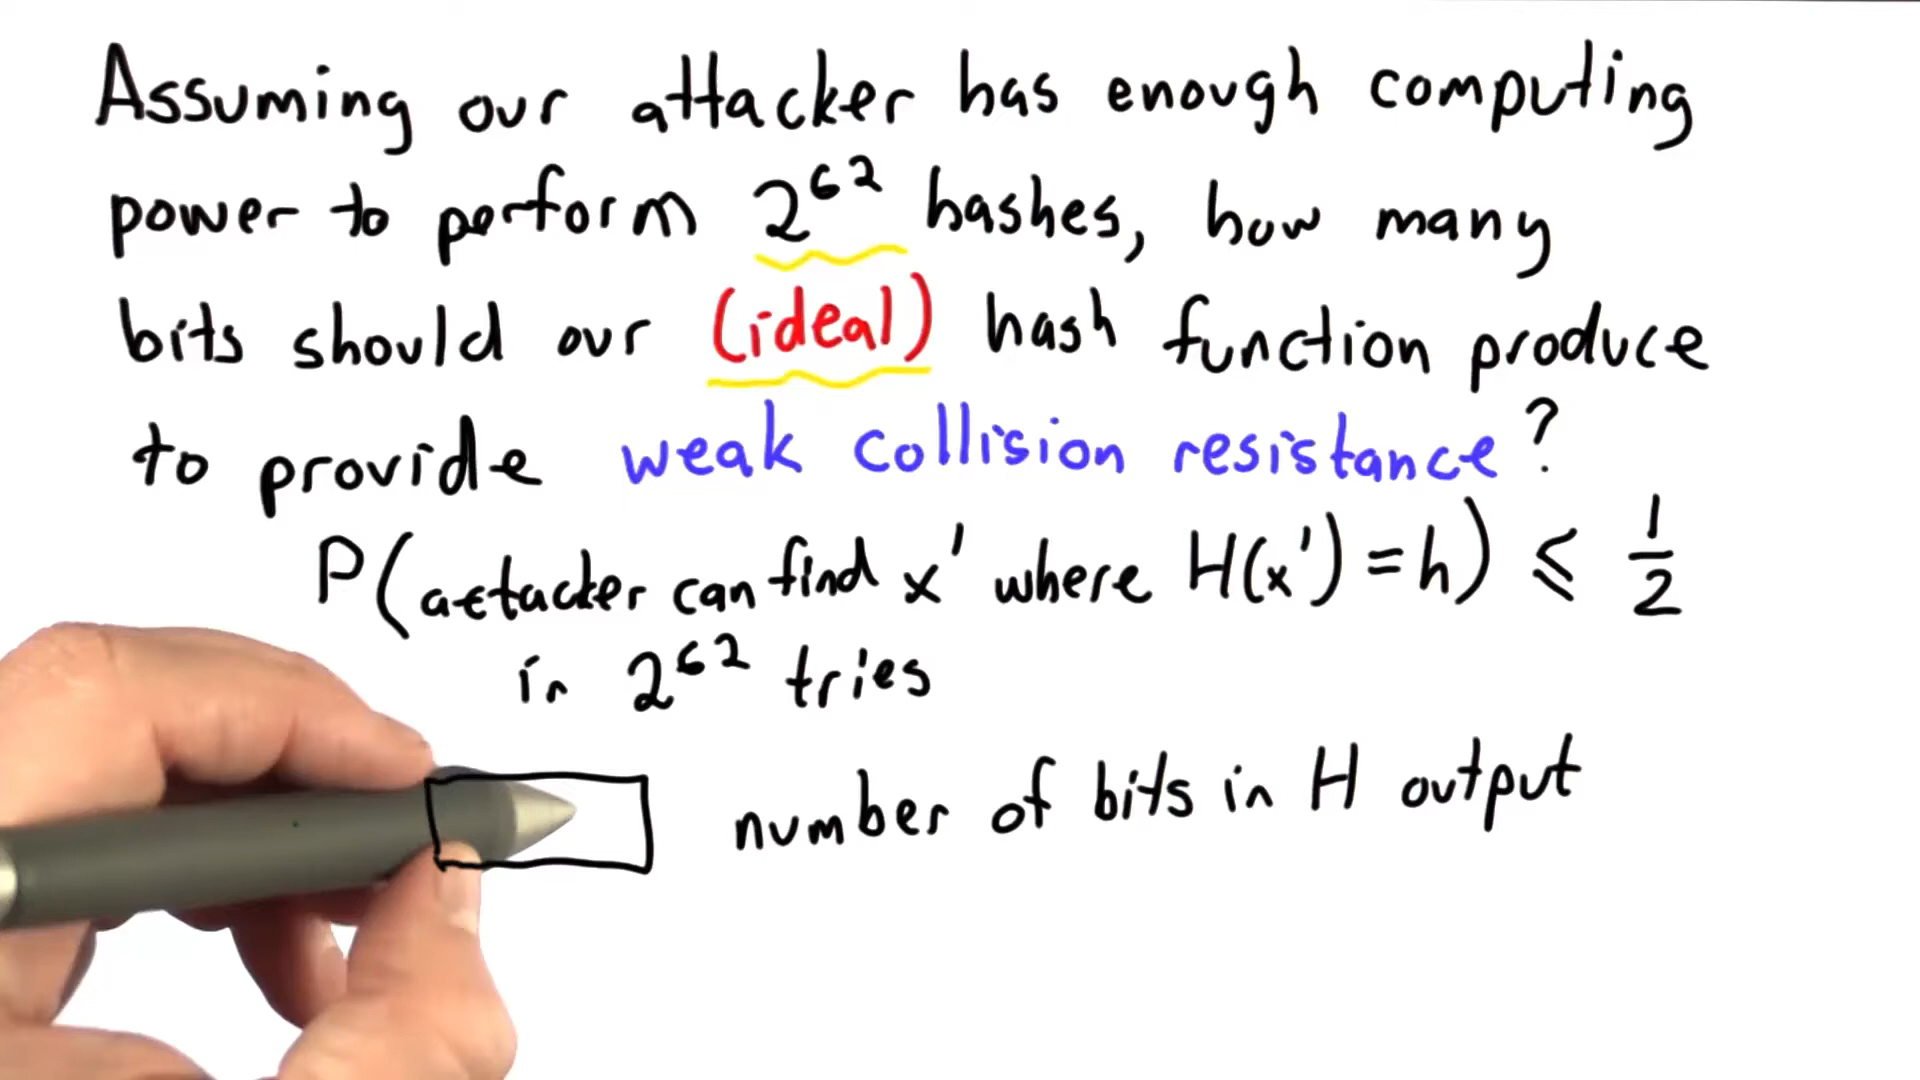 Assuming our attacker has enough computing
power to perform 2^62 hashes, how many
bits should our (ideal) hash function produce
to provide weak collision resistance?
P(attacker can find x' where H(x') = h) ≤ 1/2
in 2^62 tries
number of bits in H output